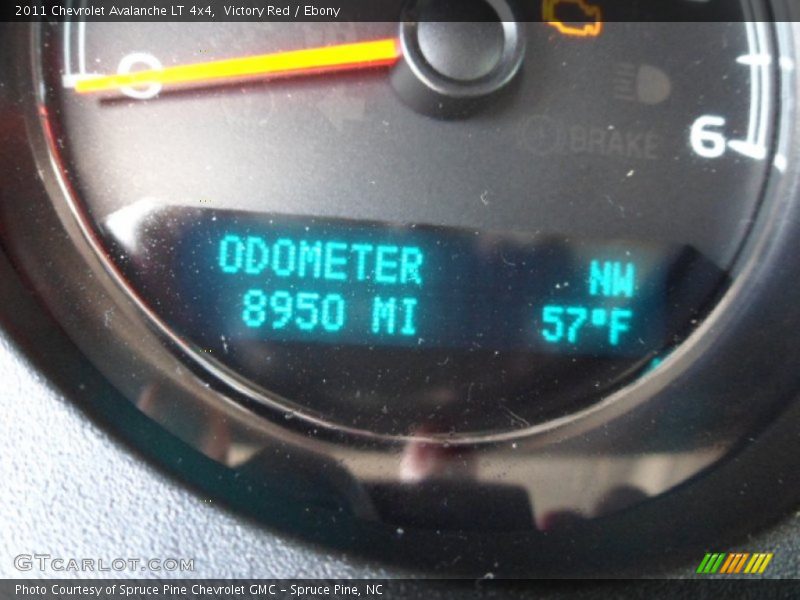 2011 Chevrolet Avalanche LT 4x4, Victory Red / Ebony
0
6
BRAKE
ODOMETER NW
8950 MI 57°F
GTCARLOT.COM
Photo Courtesy of Spruce Pine Chevrolet GMC – Spruce Pine, NC